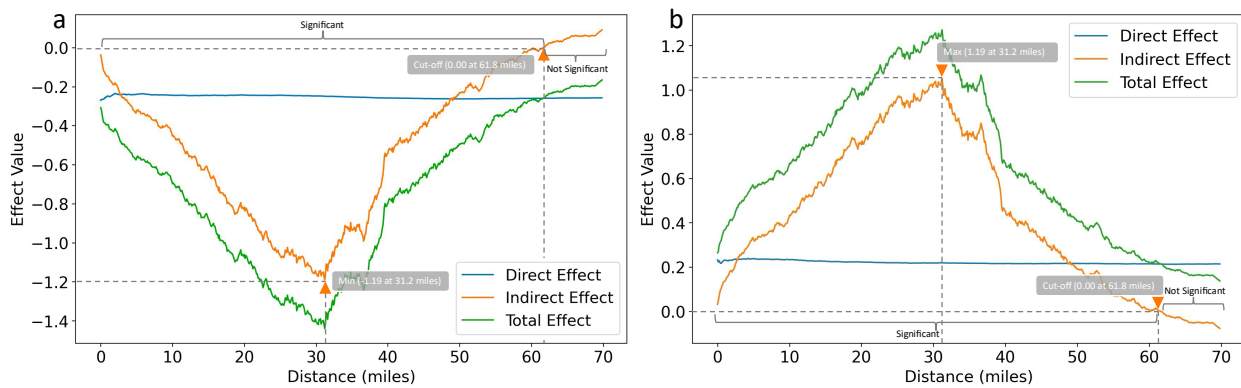 a
Significant
Cut-off (0.00 at 61.8 miles)
Not Significant
Min (-1.19 at 31.2 miles)
0.0
−0.2
−0.4
−0.6
−0.8
−1.0
−1.2
−1.4
Effect Value
0 10 20 30 40 50 60 70
Distance (miles)
Direct Effect
Indirect Effect
Total Effect
b
Max (1.19 at 31.2 miles)
Direct Effect
Indirect Effect
Total Effect
1.2
1.0
0.8
0.6
0.4
0.2
0.0
Effect Value
Cut-off (0.00 at 61.8 miles)
Not Significant
Significant
0 10 20 30 40 50 60 70
Distance (miles)